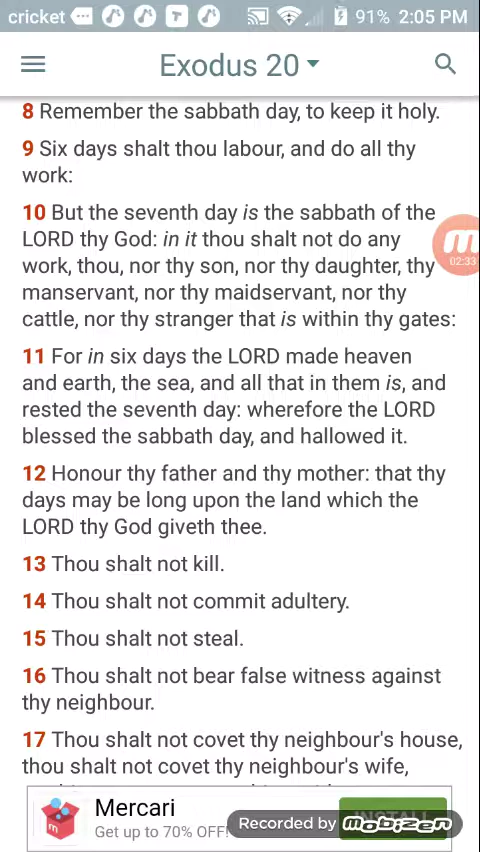 cricket 91% 2:05 PM
Exodus 20
8 Remember the sabbath day, to keep it holy.
9 Six days shalt thou labour, and do all thy
work:
10 But the seventh day is the sabbath of the
LORD thy God: in it thou shalt not do any
work, thou, nor thy son, nor thy daughter, thy
manservant, nor thy maidservant, nor thy
cattle, nor thy stranger that is within thy gates:
02:33
11 For in six days the LORD made heaven
and earth, the sea, and all that in them is, and
rested the seventh day: wherefore the LORD
blessed the sabbath day, and hallowed it.
12 Honour thy father and thy mother: that thy
days may be long upon the land which the
LORD thy God giveth thee.
13 Thou shalt not kill.
14 Thou shalt not commit adultery.
15 Thou shalt not steal.
16 Thou shalt not bear false witness against
thy neighbour.
17 Thou shalt not covet thy neighbour's house,
thou shalt not covet thy neighbour's wife,
Mercari
Get up to 70% OFF!
Recorded by mobizen